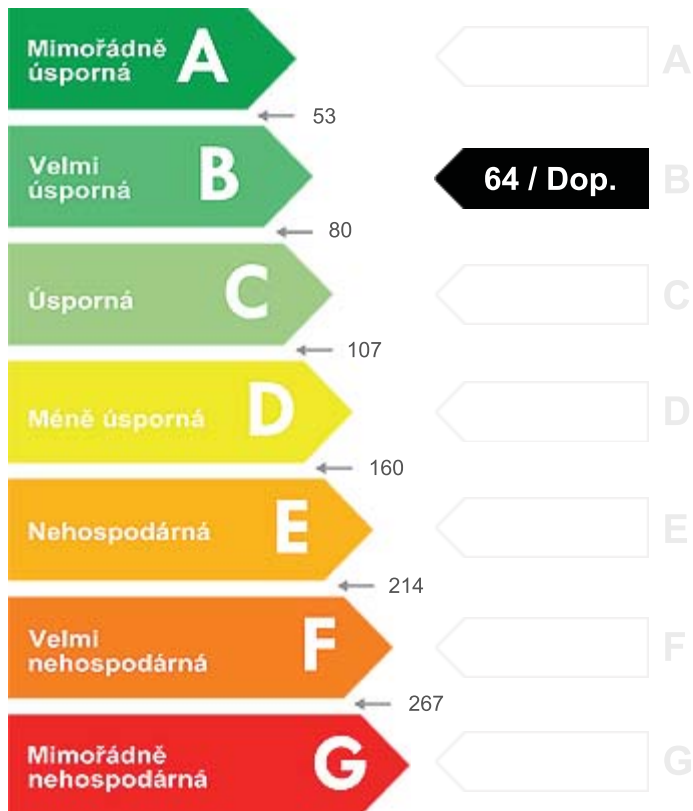 Mimořádně
úsporná
A
A
53
Velmi
úsporná
B
64 / Dop.
B
80
Úsporná
C
C
107
Méně úsporná
D
D
160
Nehospodárná
E
E
214
Velmi
nehospodárná
F
F
267
Mimořádně
nehospodárná
G
G